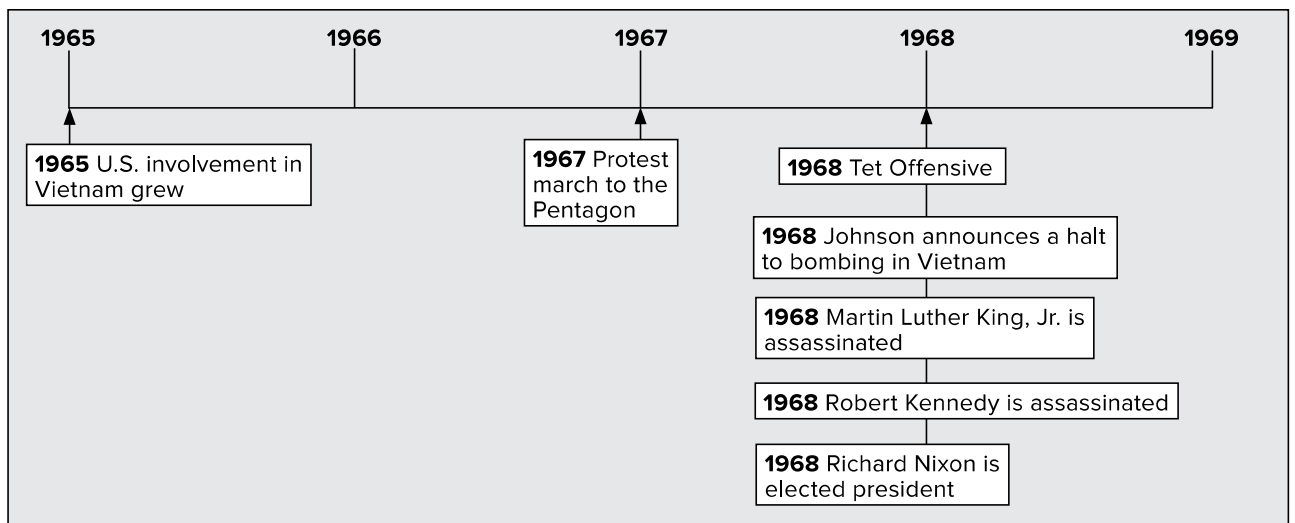 1965 1966 1967 1968 1969
1965 U.S. involvement in
Vietnam grew
1967 Protest
march to the
Pentagon
1968 Tet Offensive
1968 Johnson announces a halt
to bombing in Vietnam
1968 Martin Luther King, Jr. is
assassinated
1968 Robert Kennedy is assassinated
1968 Richard Nixon is
elected president